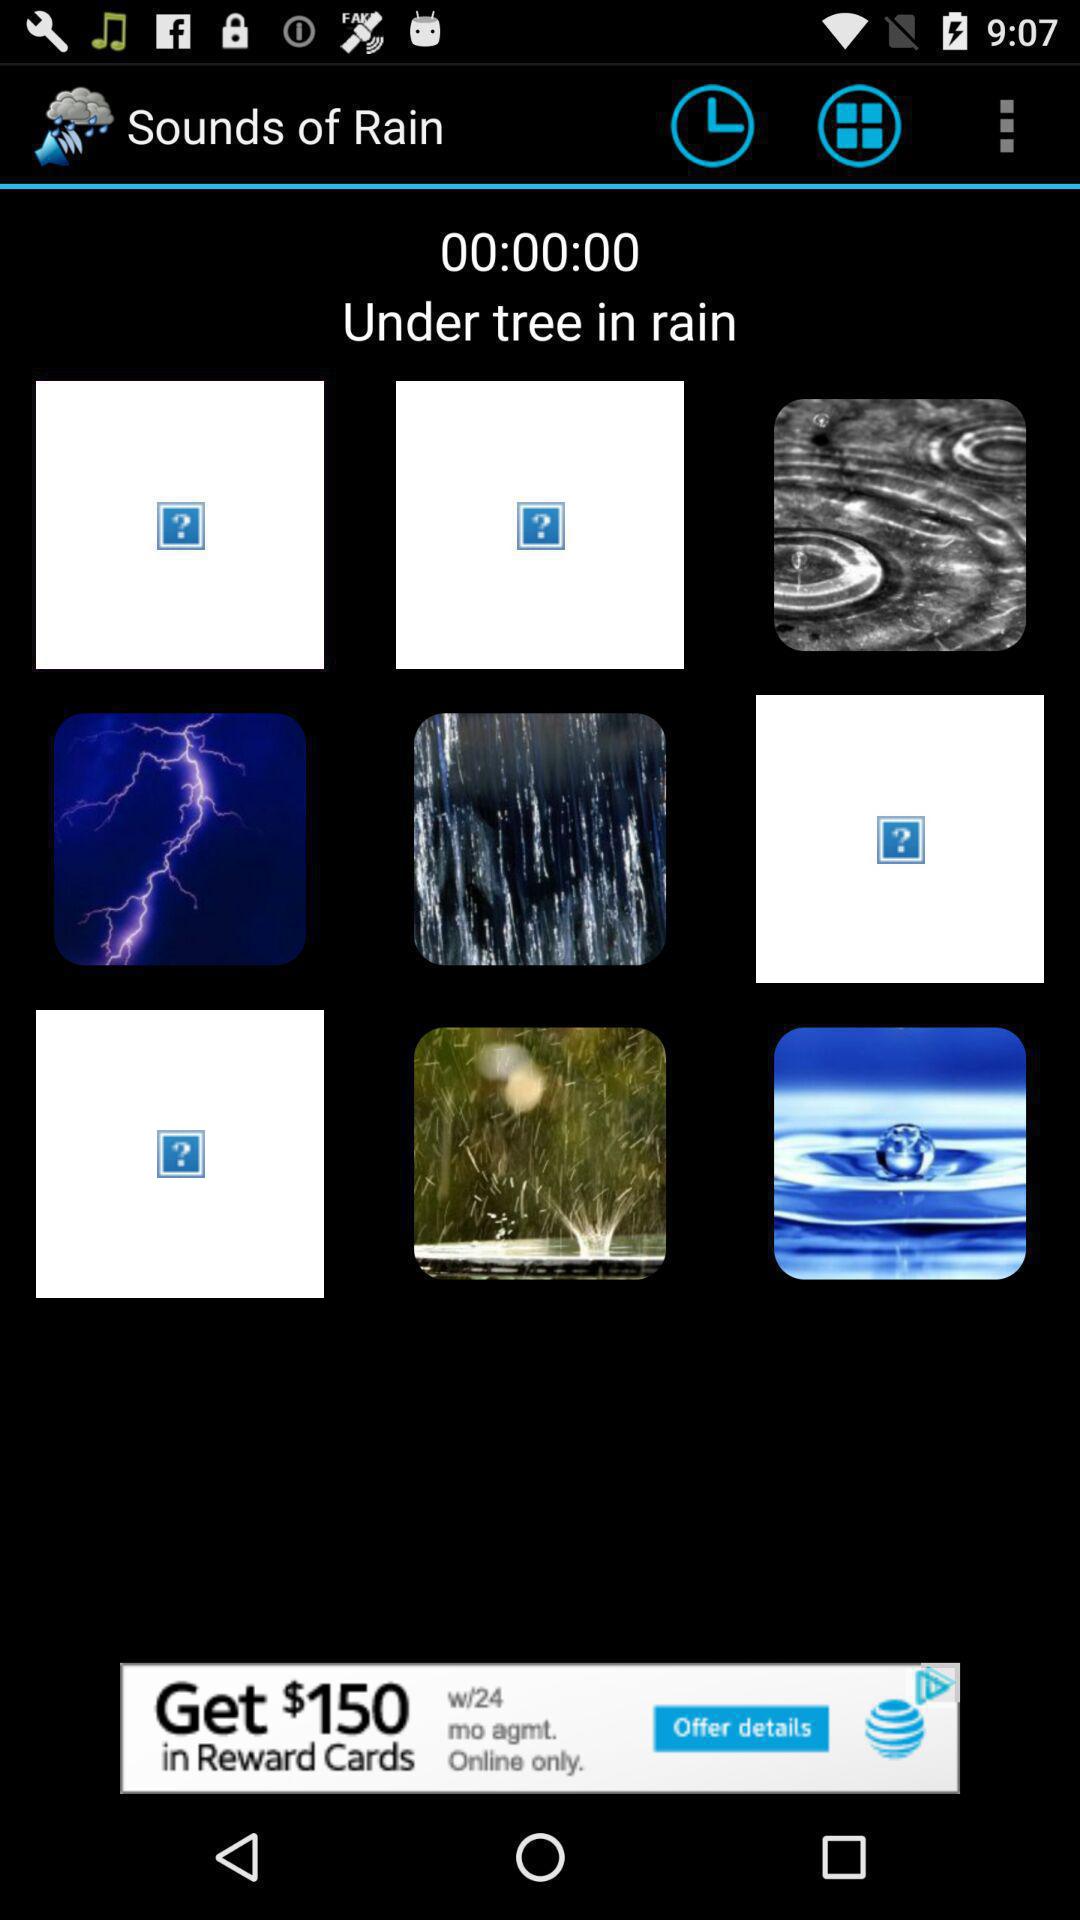 FAKE
9:07
Sounds of Rain
00:00:00
Under tree in rain
?
?
?
?
Get $150
in Reward Cards
w/24
mo agmt.
Online only.
Offer details